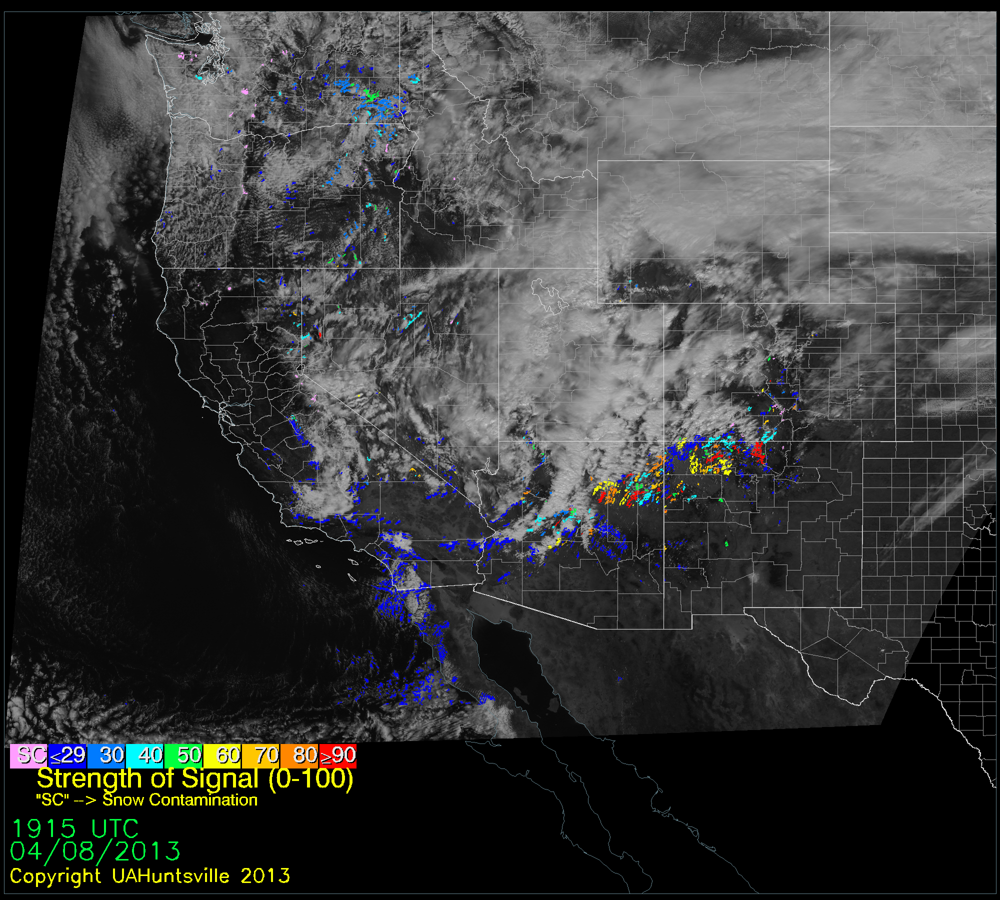 SC ≤29 30 40 50 60 70 80 ≥90
Strength of Signal (0-100)
"SC" --> Snow Contamination
1915 UTC
04/08/2013
Copyright UAHuntsville 2013